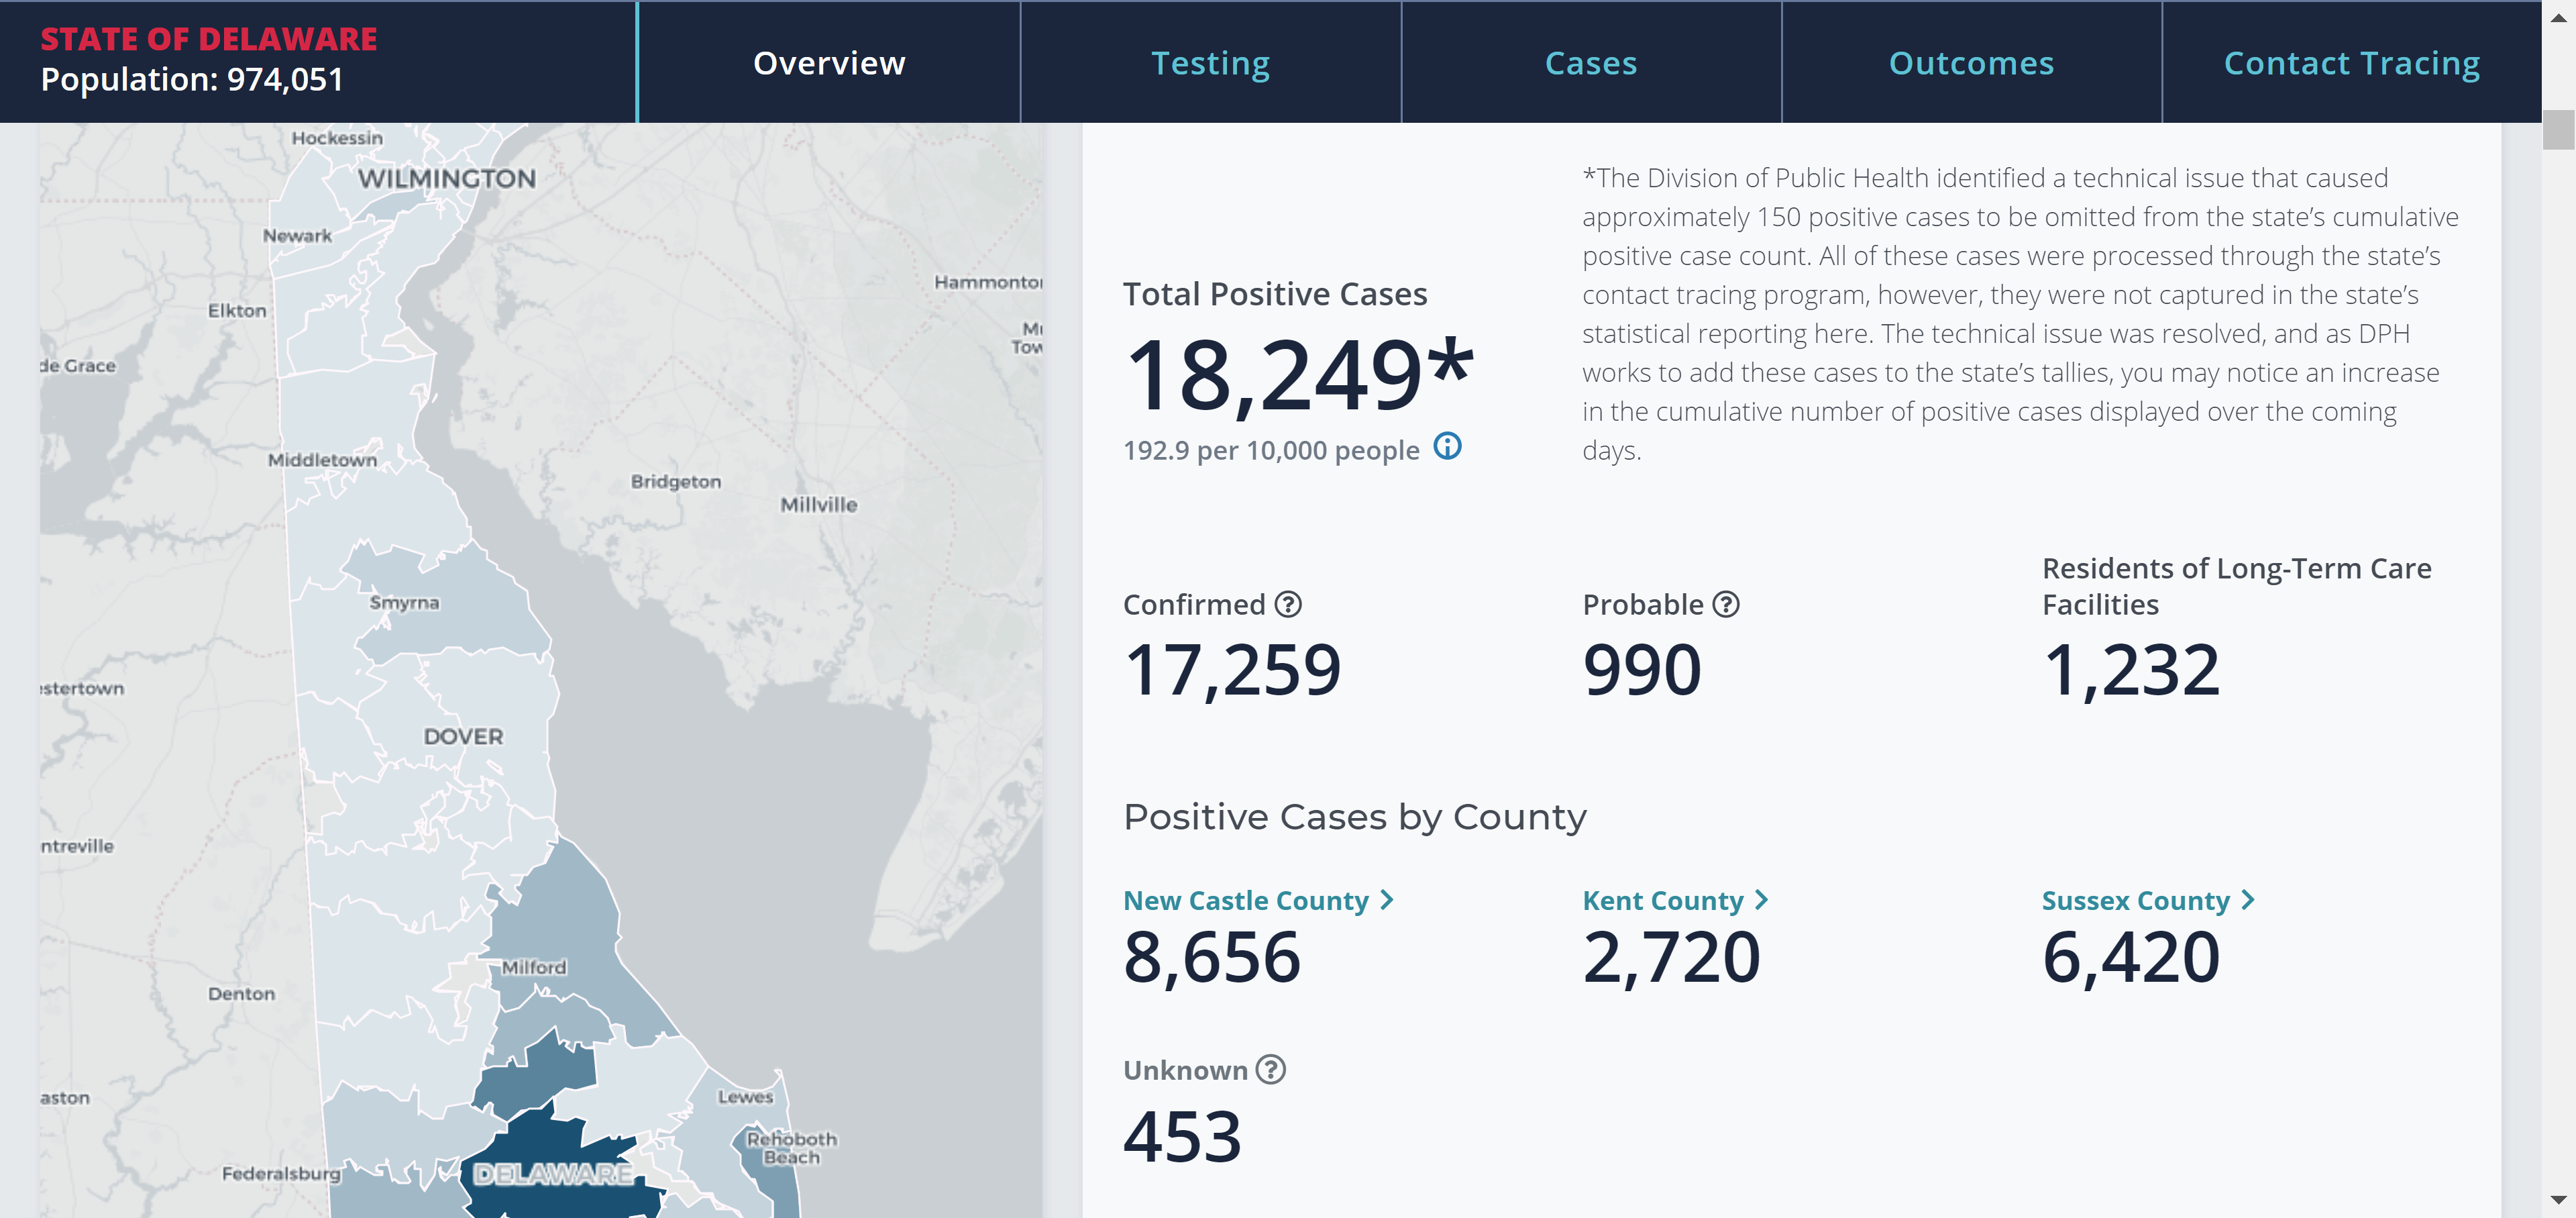 STATE OF DELAWARE
Population: 974,051
Overview
Testing
Cases
Outcomes
Contact Tracing
Hockessin
WILMINGTON
Newark
Elkton
Hammonto
de Grace
Middletown
Bridgeton
Millville
Smyrna
stertown
DOVER
ntreville
Milford
Denton
aston
Lewes
Rehoboth
Beach
Federalsburg
DELAWARE
Total Positive Cases
18,249*
192.9 per 10,000 people
*The Division of Public Health identified a technical issue that caused
approximately 150 positive cases to be omitted from the state’s cumulative
positive case count. All of these cases were processed through the state’s
contact tracing program, however, they were not captured in the state’s
statistical reporting here. The technical issue was resolved, and as DPH
works to add these cases to the state’s tallies, you may notice an increase
in the cumulative number of positive cases displayed over the coming
days.
Confirmed
17,259
Probable
990
Residents of Long-Term Care
Facilities
1,232
Positive Cases by County
New Castle County
8,656
Kent County
2,720
Sussex County
6,420
Unknown
453